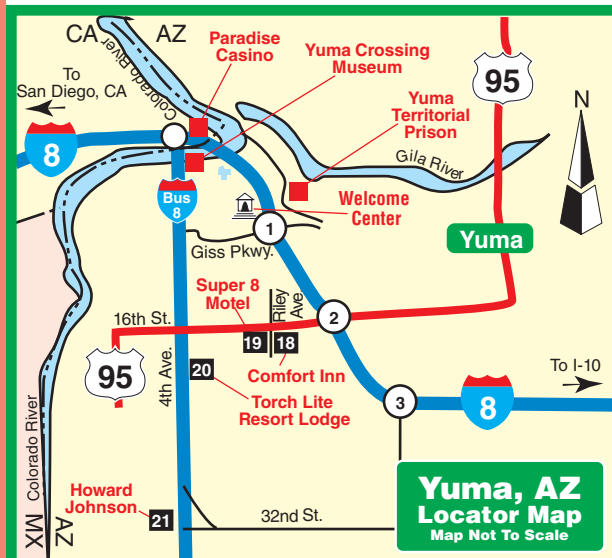 CA
AZ
Paradise
Casino
Yuma Crossing
Museum
95
To
San Diego, CA
Colorado River
N
Yuma
Territorial
Prison
8
Gila River
Bus
8
Welcome
Center
1
Yuma
Giss Pkwy.
Super 8
Motel
Riley
Ave.
16th St.
2
19
18
95
4th Ave.
20
Comfort Inn
To I-10
Torch Lite
Resort Lodge
3
8
Colorado River
Howard
Johnson
21
32nd St.
MX
AZ
Yuma, AZ
Locator Map
Map Not To Scale